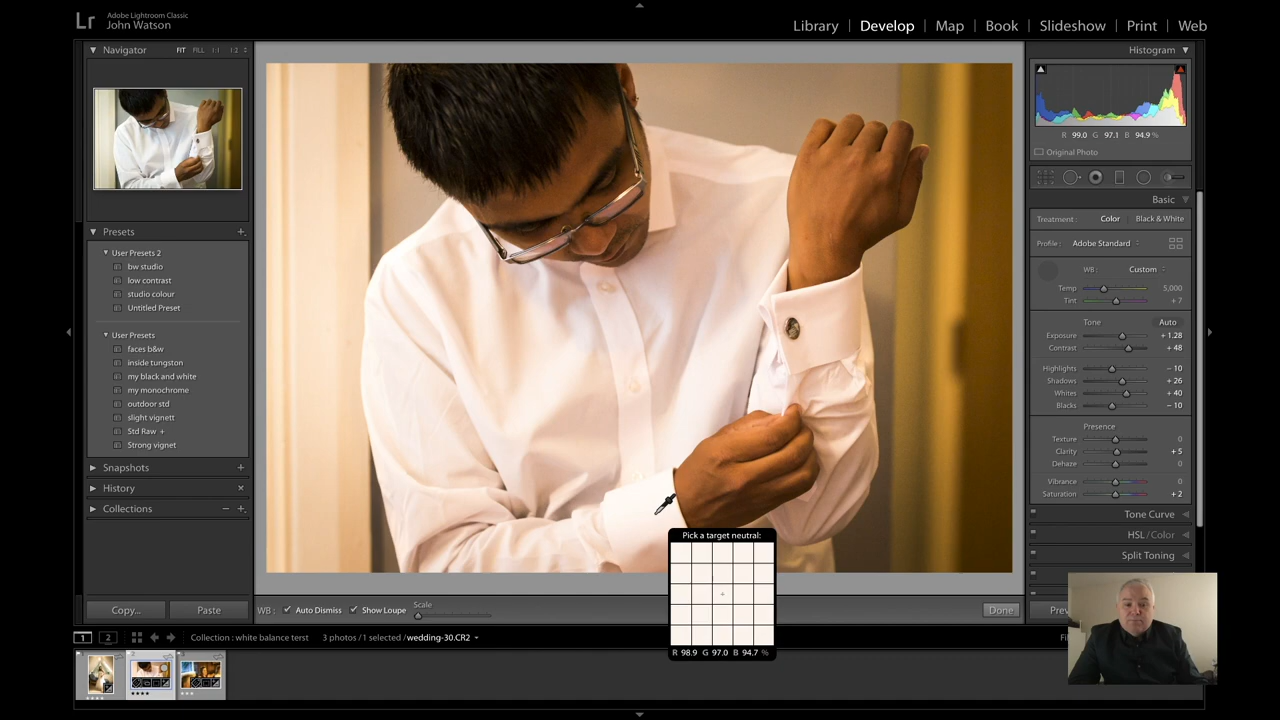 Lr
Adobe Lightroom Classic
John Watson
Library | Develop | Map | Book | Slideshow | Print | Web
Navigator FIT FILL 1:1 1:2
Histogram
R 99.0 G 97.1 B 94.9 %
Original Photo
Basic
Treatment : Color Black & White
Profile : Adobe Standard
WB : Custom
Temp 5,000
Tint + 7
Tone Auto
Exposure + 1.28
Contrast + 48
Highlights − 10
Shadows + 26
Whites + 40
Blacks − 10
Presence
Texture 0
Clarity + 5
Dehaze 0
Vibrance 0
Saturation + 2
Tone Curve
HSL / Color
Split Toning
Presets
User Presets 2
bw studio
low contrast
studio colour
Untitled Preset
User Presets
faces b&w
inside tungsten
my black and white
my monochrome
outdoor std
slight vignett
Std Raw +
Strong vignet
Snapshots
History
Collections
Copy... Paste
Pick a target neutral:
R 98.9 G 97.0 B 94.7 %
WB : Auto Dismiss Show Loupe Scale
Done
1 2 Collection : white balance terst 3 photos / 1 selected / wedding-30.CR2